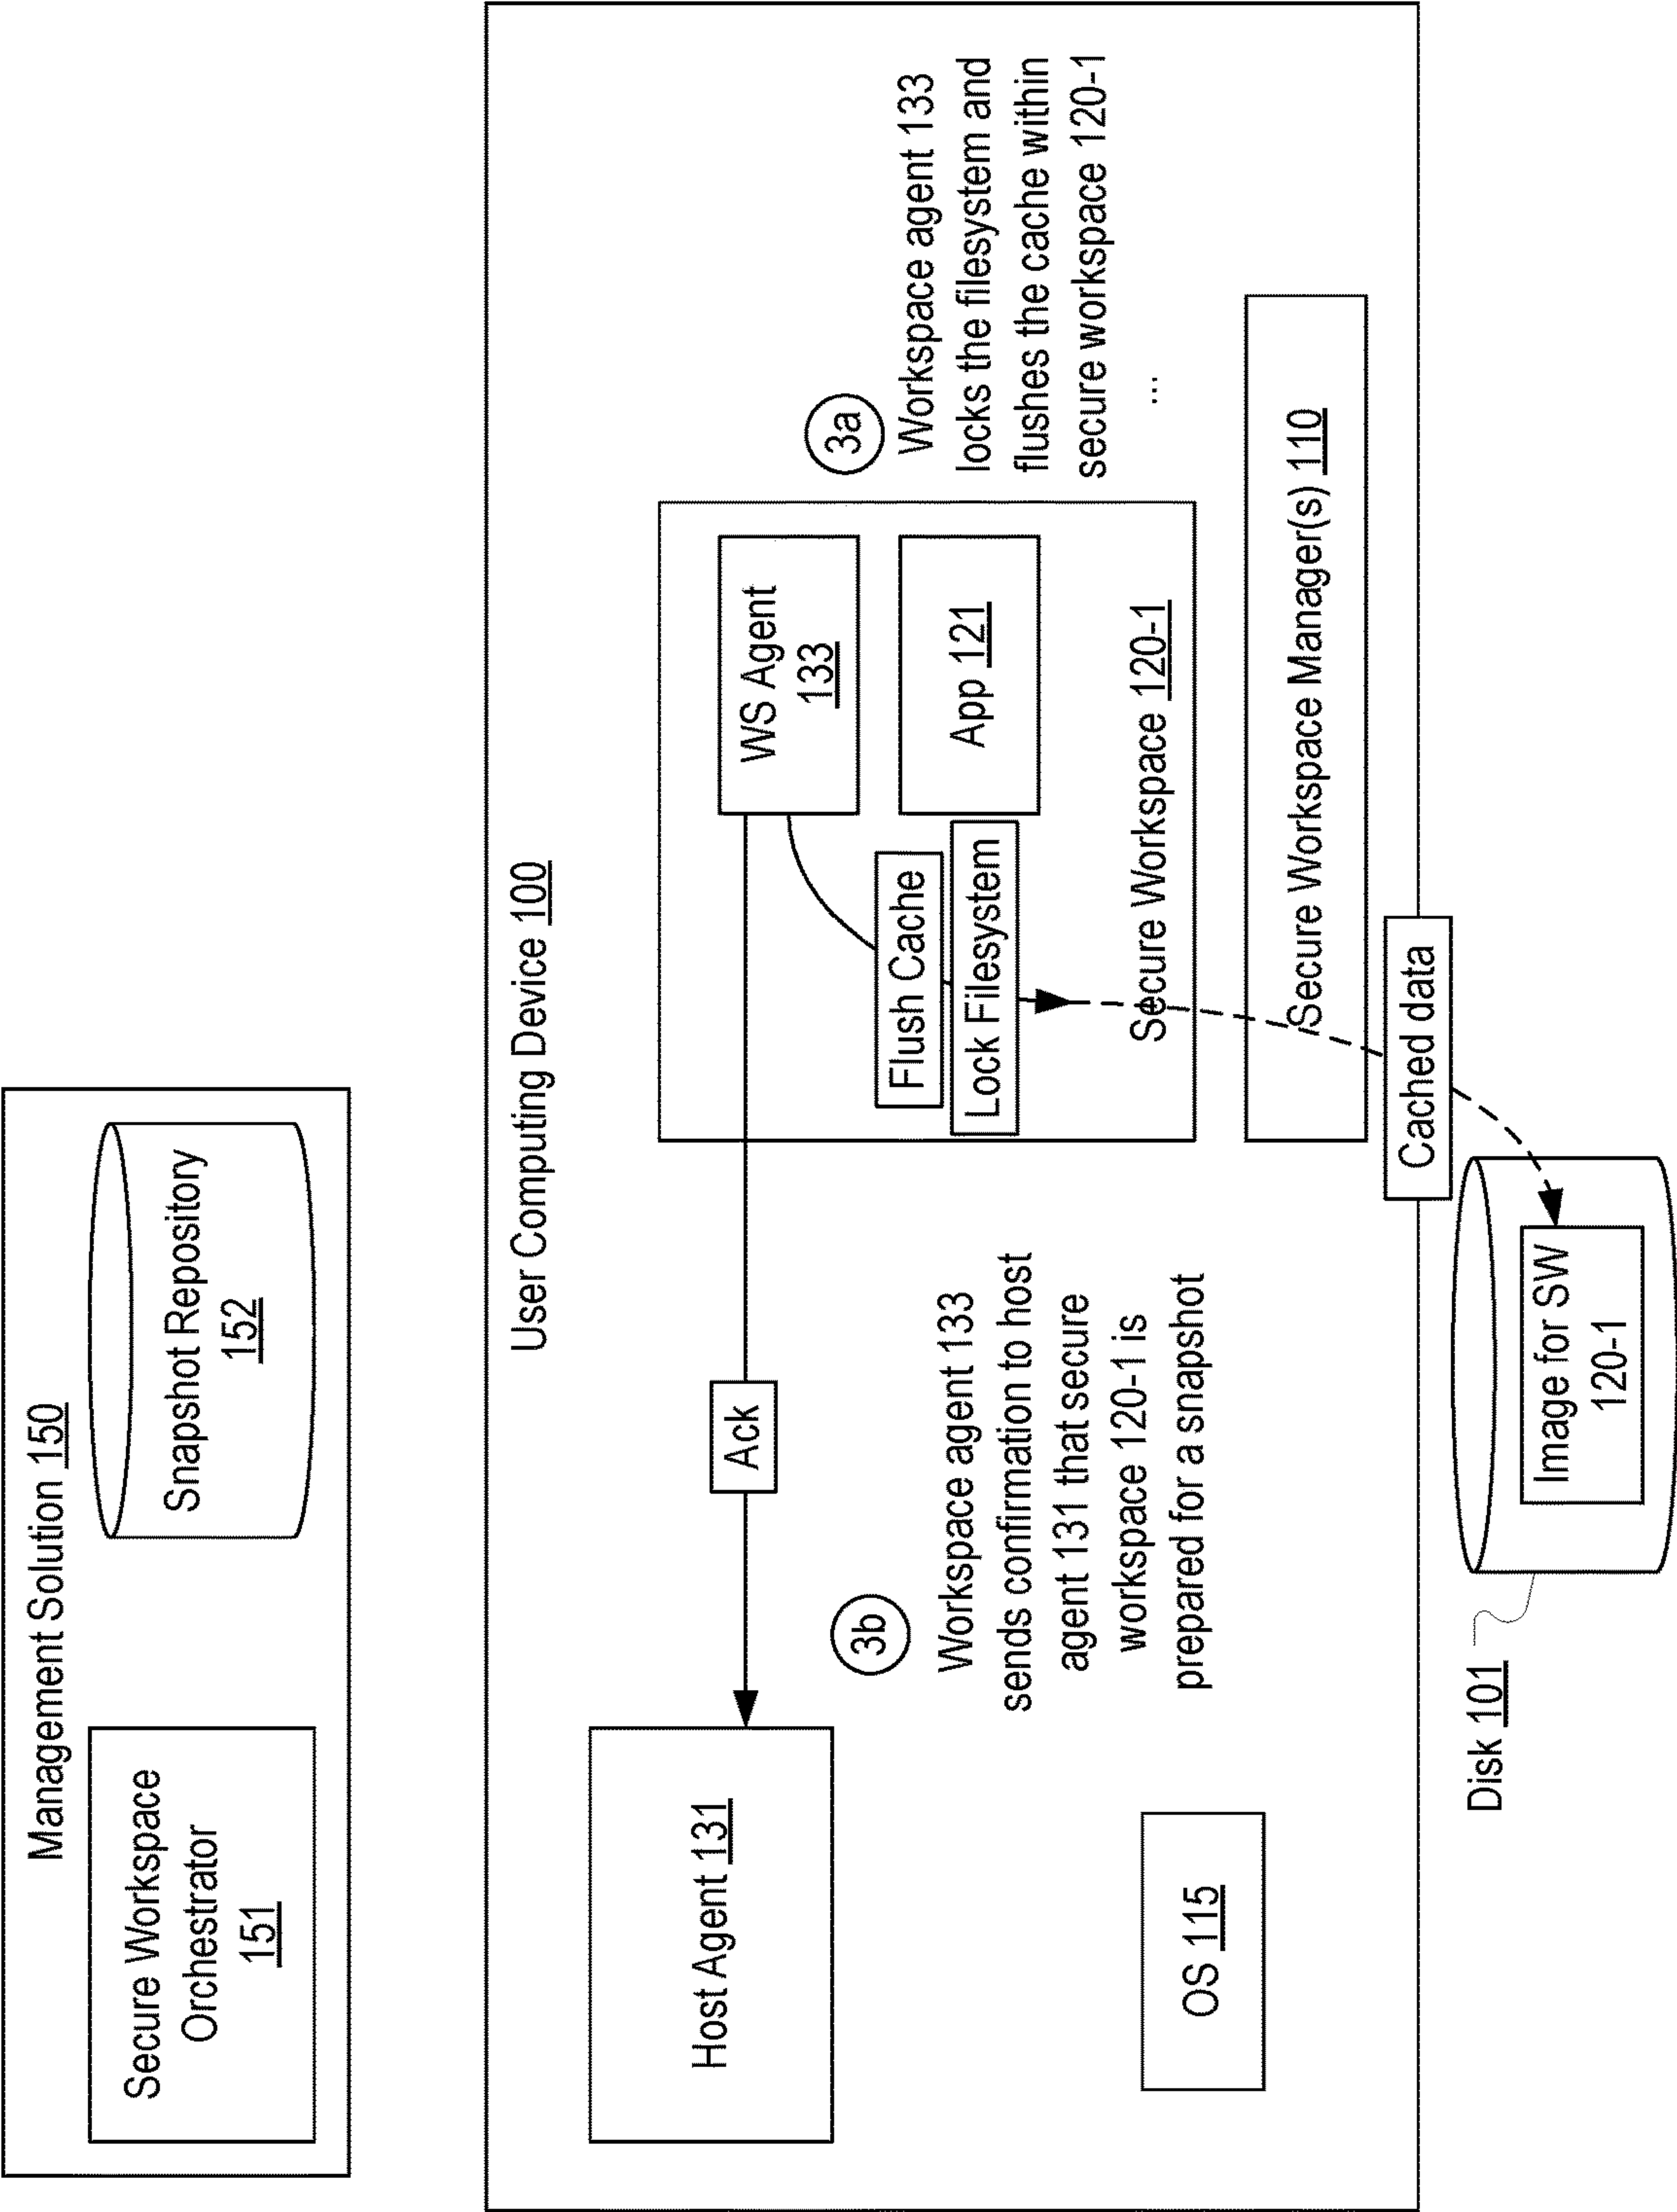 Management Solution 150
Secure Workspace
Orchestrator
151
Snapshot Repository
152
User Computing Device 100
Host Agent 131
Ack
WS Agent
133
App 121
Flush Cache
Lock Filesystem
Secure Workspace 120-1
3a
Workspace agent 133
locks the filesystem and
flushes the cache within
secure workspace 120-1
...
3b
Workspace agent 133
sends confirmation to host
agent 131 that secure
workspace 120-1 is
prepared for a snapshot
OS 115
Secure Workspace Manager(s) 110
Cached data
Disk 101
Image for SW
120-1